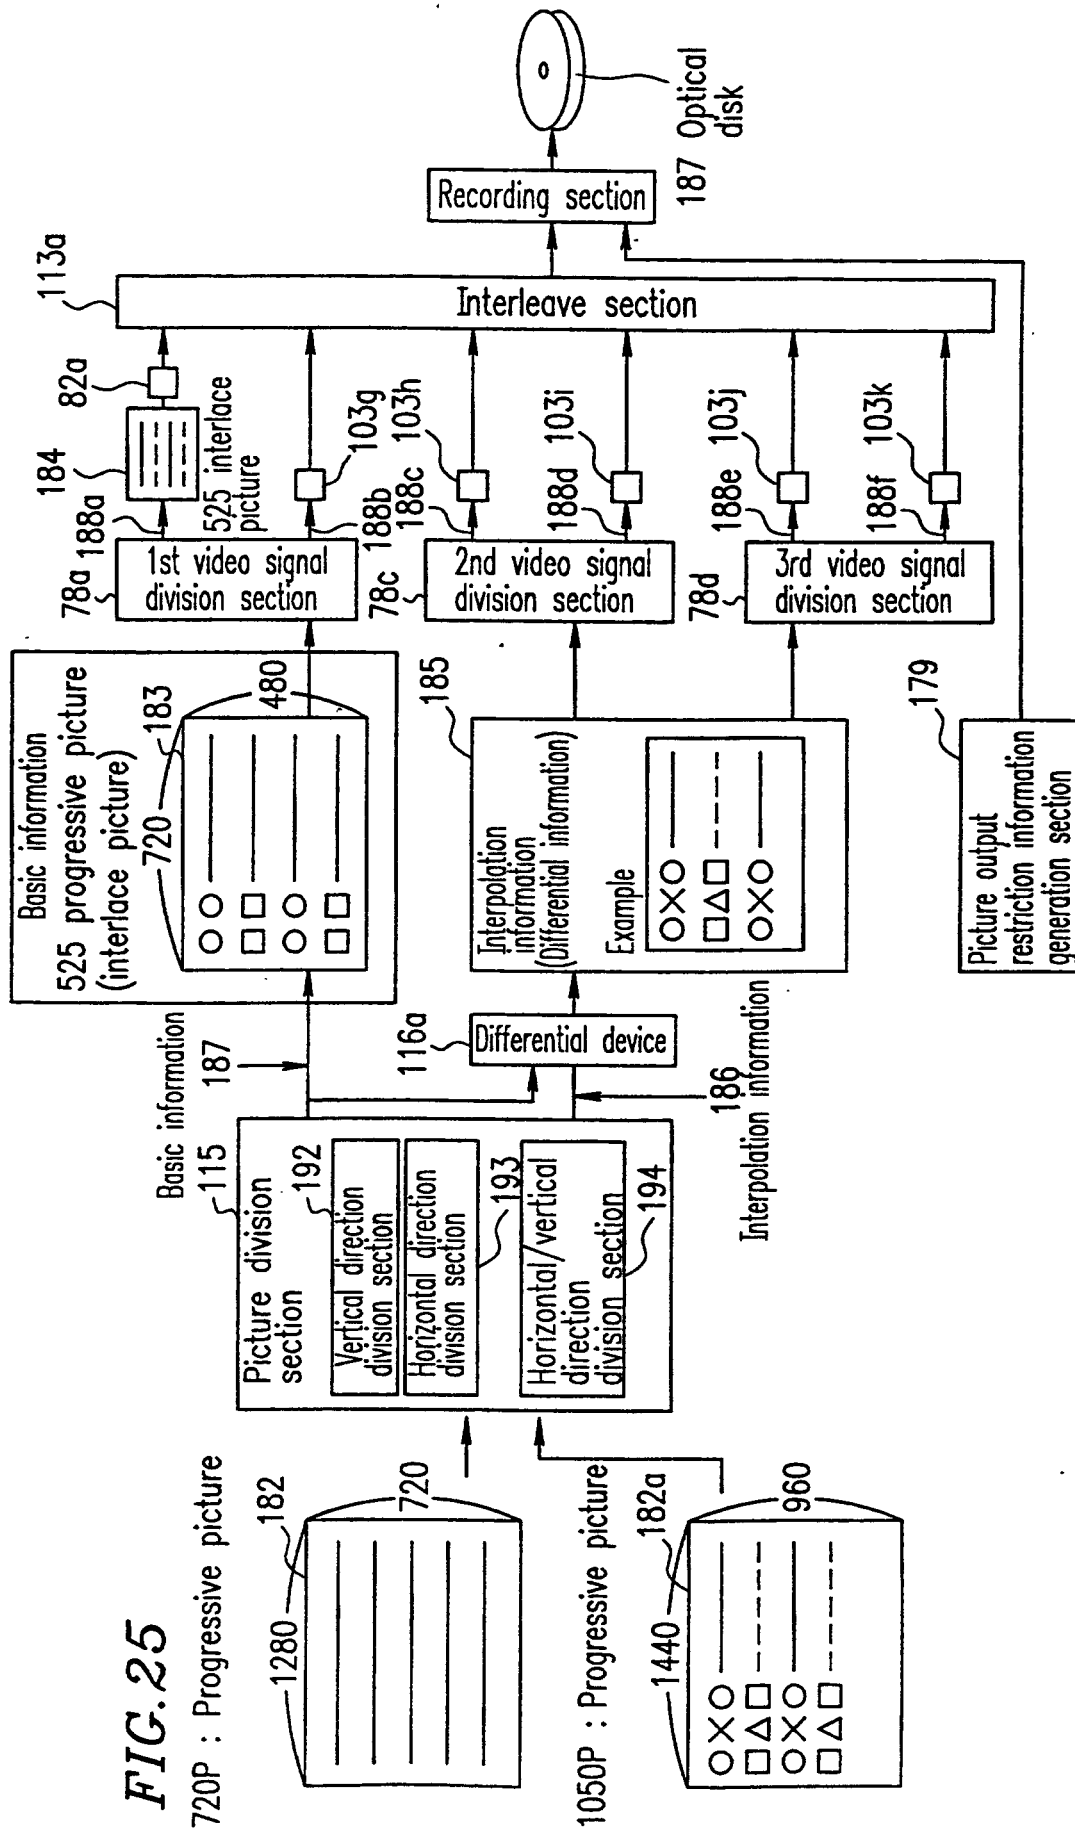 FIG.25
720P : Progressive picture
1280
182
720
1050P : Progressive picture
1440
182a
960
115
Picture division
section
192
Vertical direction
division section
Horizontal direction
division section
193
Horizontal/vertical
direction
division section
194
Basic information
187
116a
Differential device
186
Interpolation information
Basic information
525 progressive picture
(interlace picture)
720
183
480
185
Interpolation
information
(Differential information)
Example
179
Picture output
restriction information
generation section
78a
1st video signal
division section
188a
184
525 interlace
picture
82a
188b
103g
78c
2nd video signal
division section
188c
103h
188d
103i
78d
3rd video signal
division section
188e
103j
188f
103k
113a
Interleave section
Recording section
187 Optical
disk